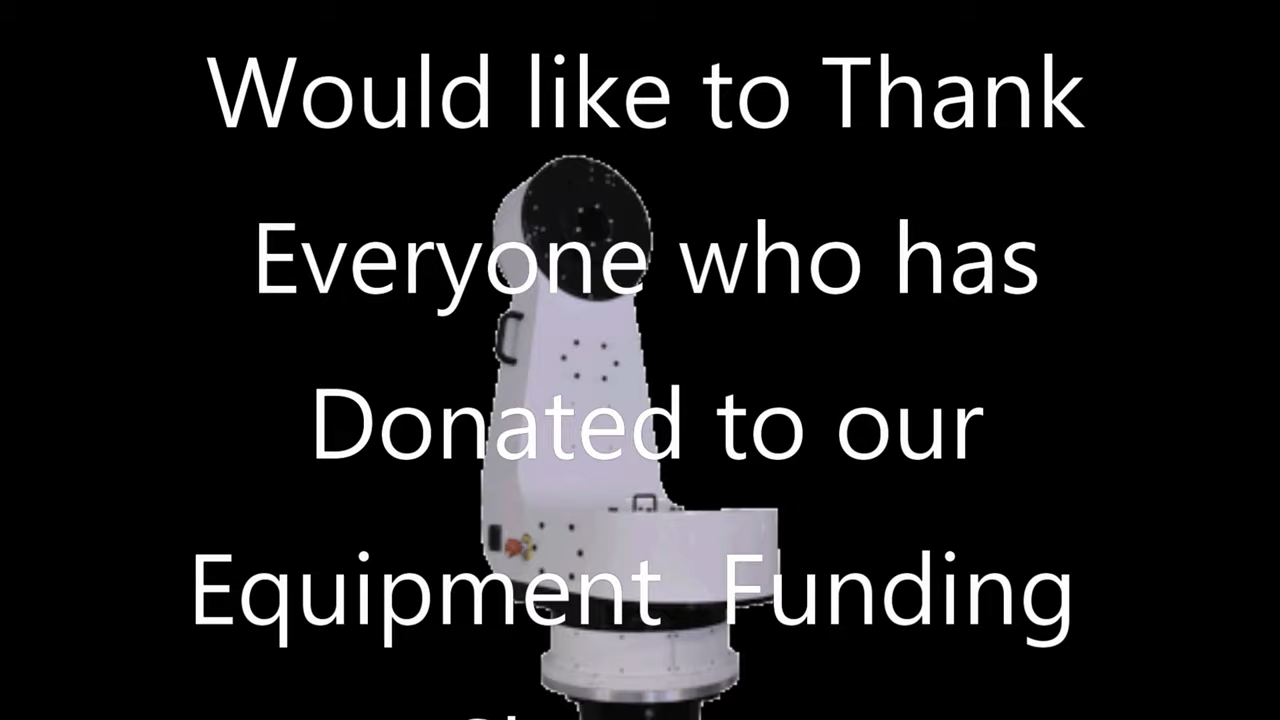 Would like to Thank
Everyone who has
Donated to our
Equipment  Funding